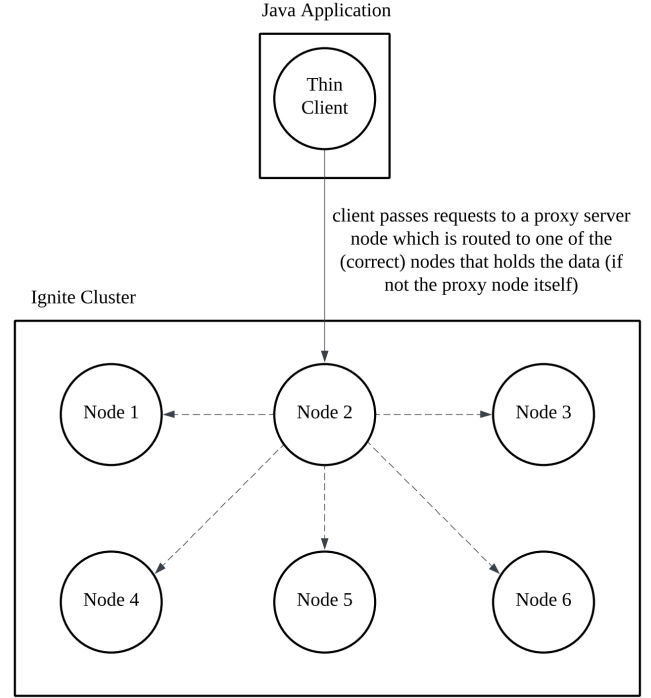 Java Application
Thin
Client
client passes requests to a proxy server
node which is routed to one of the
(correct) nodes that holds the data (if
not the proxy node itself)
Ignite Cluster
Node 1
Node 2
Node 3
Node 4
Node 5
Node 6